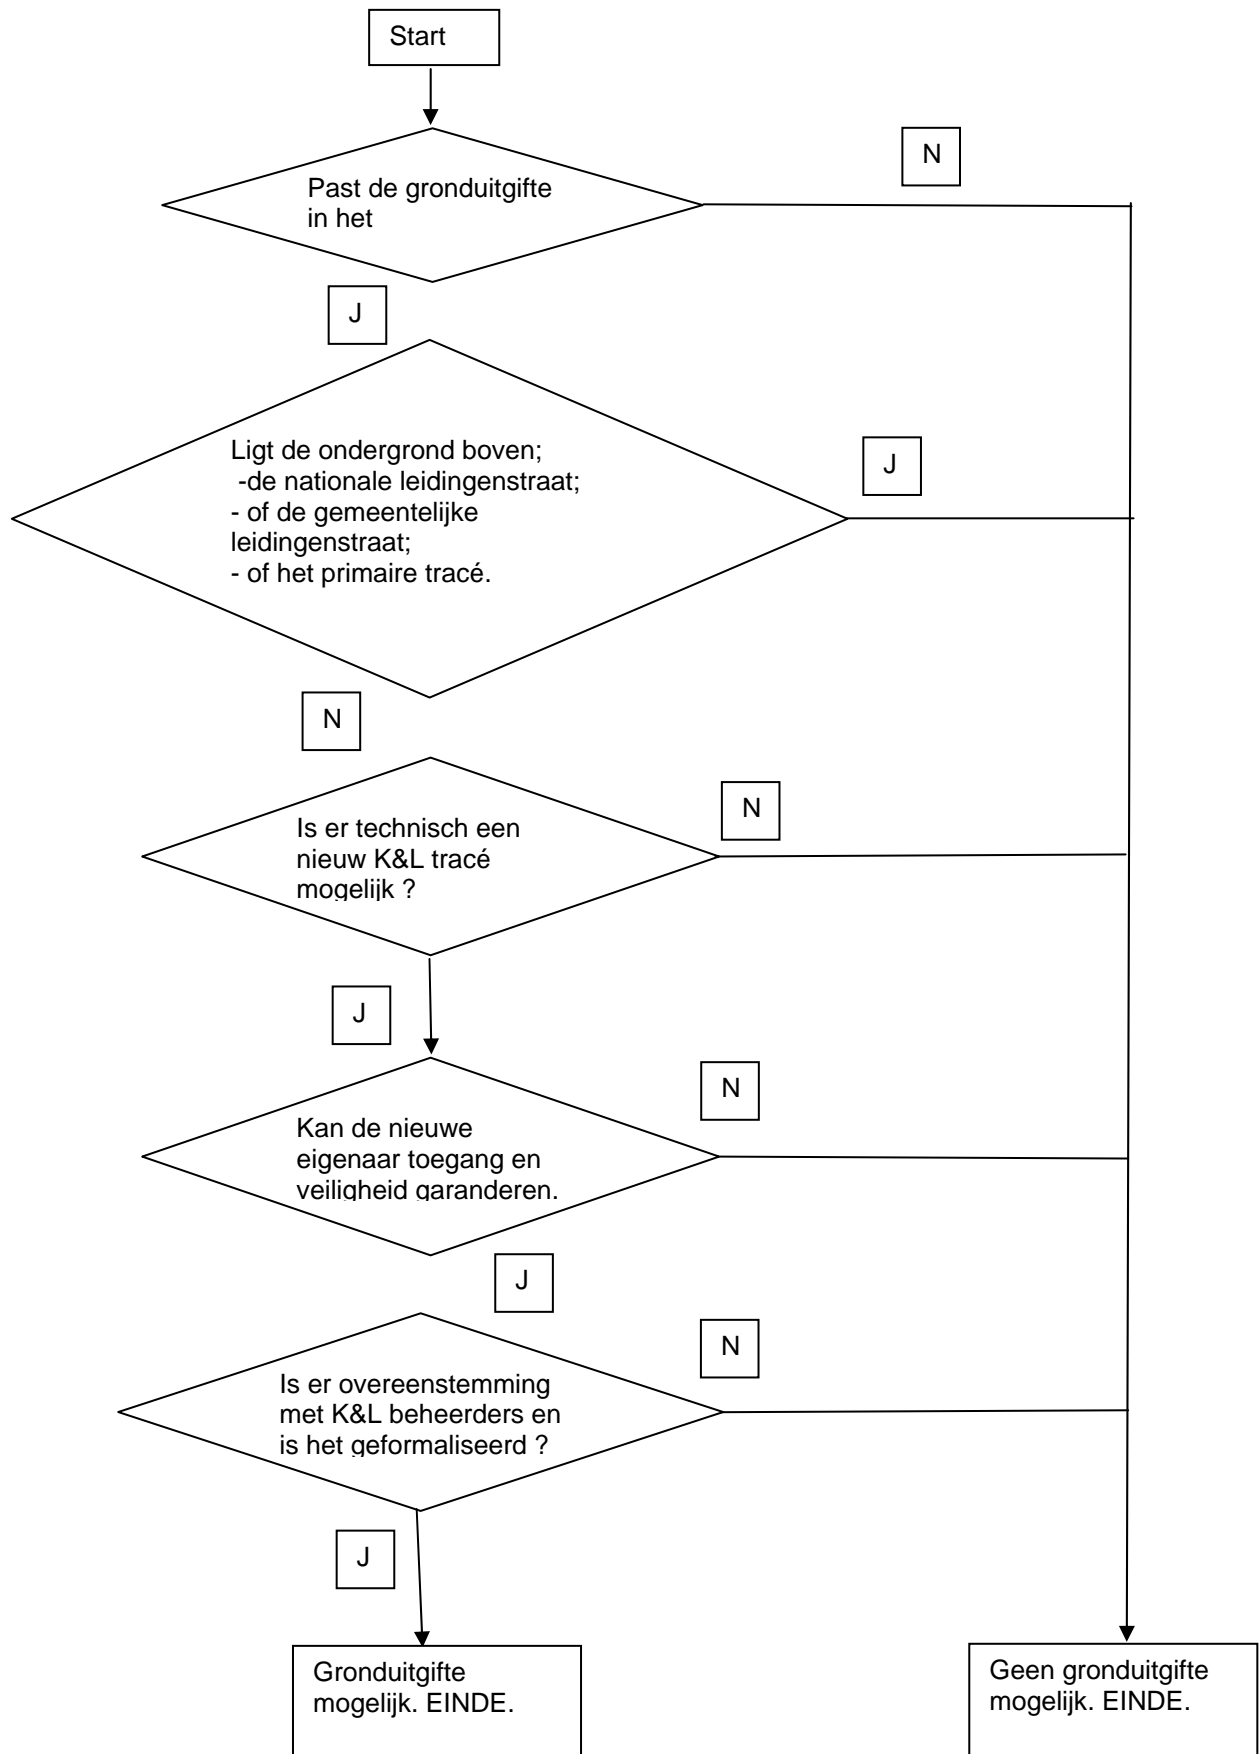 Start
Past de gronduitgifte
in het
N
J
Ligt de ondergrond boven;
-de nationale leidingenstraat;
- of de gemeentelijke
leidingenstraat;
- of het primaire tracé.
J
N
Is er technisch een
nieuw K&L tracé
mogelijk ?
N
J
Kan de nieuwe
eigenaar toegang en
veiligheid garanderen.
N
J
Is er overeenstemming
met K&L beheerders en
is het geformaliseerd ?
N
J
Gronduitgifte
mogelijk. EINDE.
Geen gronduitgifte
mogelijk. EINDE.